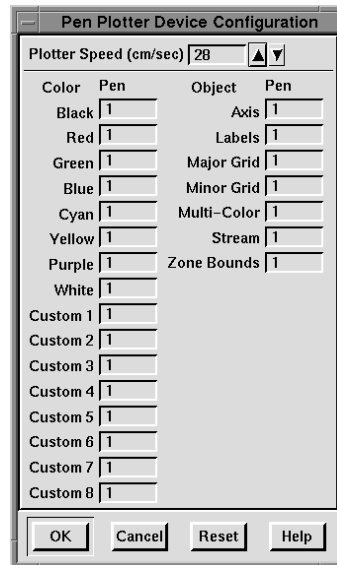 Pen Plotter Device Configuration
Plotter Speed (cm/sec) 28
Color Pen Object Pen
Black 1 Axis 1
Red 1 Labels 1
Green 1 Major Grid 1
Blue 1 Minor Grid 1
Cyan 1 Multi-Color 1
Yellow 1 Stream 1
Purple 1 Zone Bounds 1
White 1
Custom 1 1
Custom 2 1
Custom 3 1
Custom 4 1
Custom 5 1
Custom 6 1
Custom 7 1
Custom 8 1
OK Cancel Reset Help